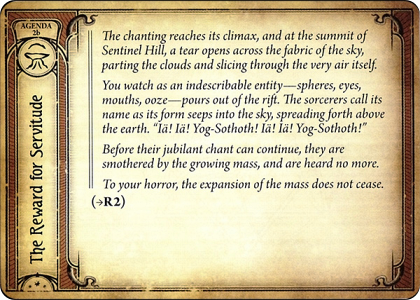 AGENDA
2b
The Reward for Servitude
The chanting reaches its climax, and at the summit of
Sentinel Hill, a tear opens across the fabric of the sky,
parting the clouds and slicing through the very air itself.
You watch as an indescribable entity—spheres, eyes,
mouths, ooze—pours out of the rift. The sorcerers call its
name as its form seeps into the sky, spreading forth above
the earth. “Iä! Iä! Yog-Sothoth! Iä! Iä! Yog-Sothoth!”
Before their jubilant chant can continue, they are
smothered by the growing mass, and are heard no more.
To your horror, the expansion of the mass does not cease.
(→R2)